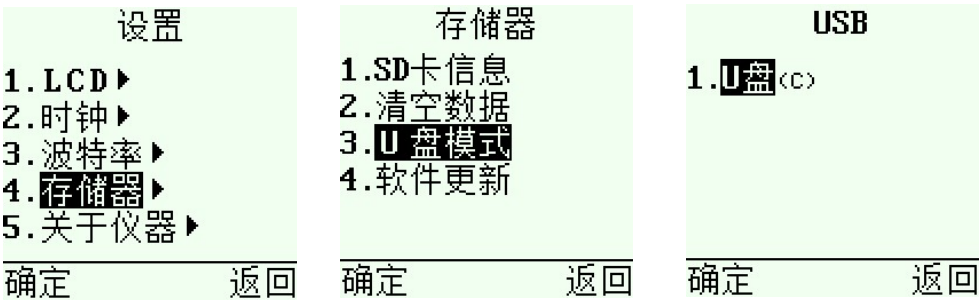 设置
1.LCD▶
2.时钟▶
3.波特率▶
4.存储器▶
5.关于仪器▶
确定 返回
存储器
1.SD卡信息
2.清空数据
3.U 盘模式
4.软件更新
确定 返回
USB
1.U盘(C)
确定 返回